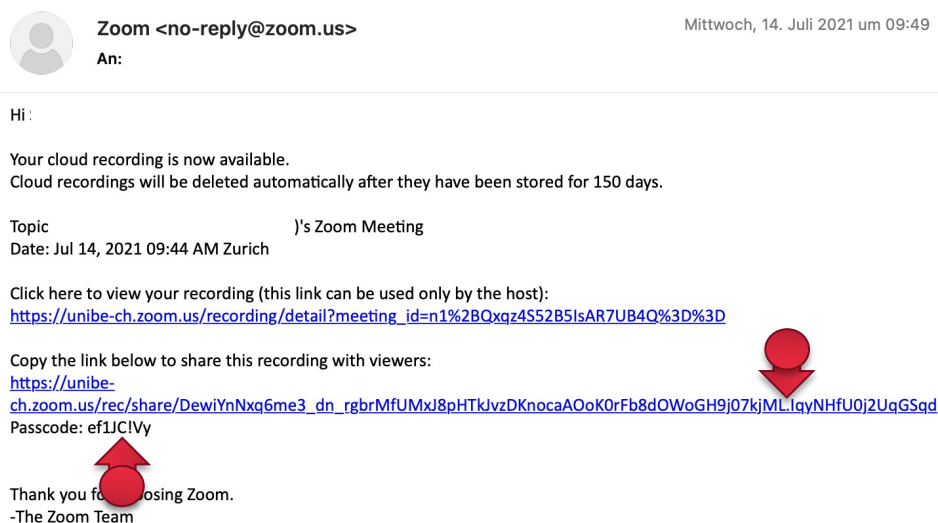 Zoom <no-reply@zoom.us>
Mittwoch, 14. Juli 2021 um 09:49
An:
Hi
Your cloud recording is now available.
Cloud recordings will be deleted automatically after they have been stored for 150 days.
Topic )'s Zoom Meeting
Date: Jul 14, 2021 09:44 AM Zurich
Click here to view your recording (this link can be used only by the host):
https://unibe-ch.zoom.us/recording/detail?meeting_id=n1%2BQxqz4S52B5IsAR7UB4Q%3D%3D
Copy the link below to share this recording with viewers:
https://unibe-
ch.zoom.us/rec/share/DewiYnNxq6me3_dn_rgbrMfUMxJ8pHTkJvzDKnocaAOoK0rFb8dOWoGH9j07kjML.IqyNHfU0j2UqGSqd
Passcode: ef1JC!Vy
Thank you osing Zoom.
-The Zoom Team